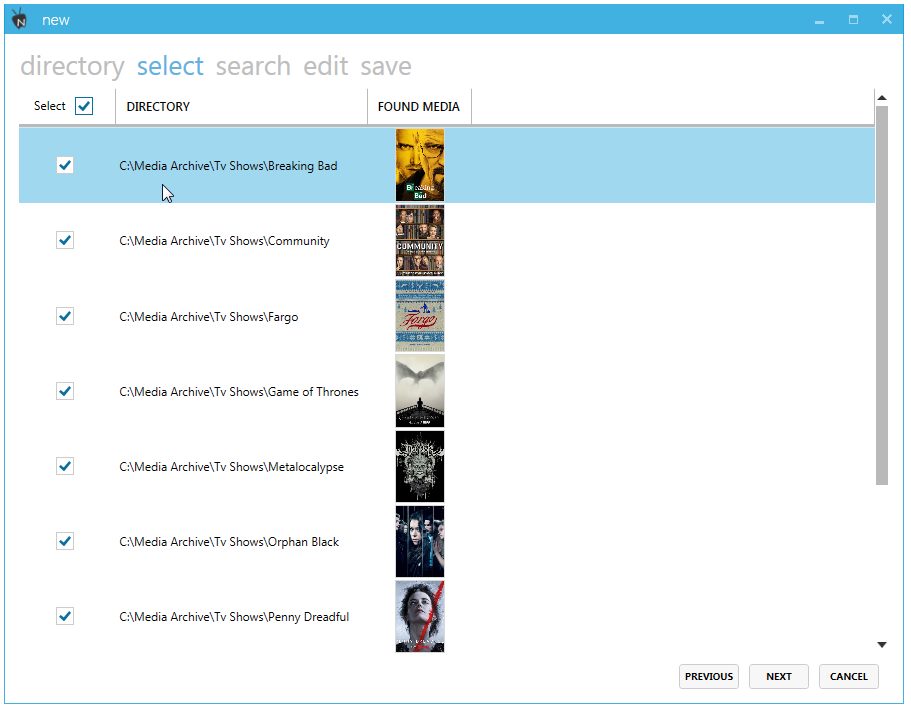 N new
directory select search edit save
Select DIRECTORY FOUND MEDIA
C:\Media Archive\Tv Shows\Breaking Bad
Breaking
Bad
C:\Media Archive\Tv Shows\Community
COMMUNITY
C:\Media Archive\Tv Shows\Fargo
Fargo
C:\Media Archive\Tv Shows\Game of Thrones
C:\Media Archive\Tv Shows\Metalocalypse
C:\Media Archive\Tv Shows\Orphan Black
C:\Media Archive\Tv Shows\Penny Dreadful
PREVIOUS NEXT CANCEL